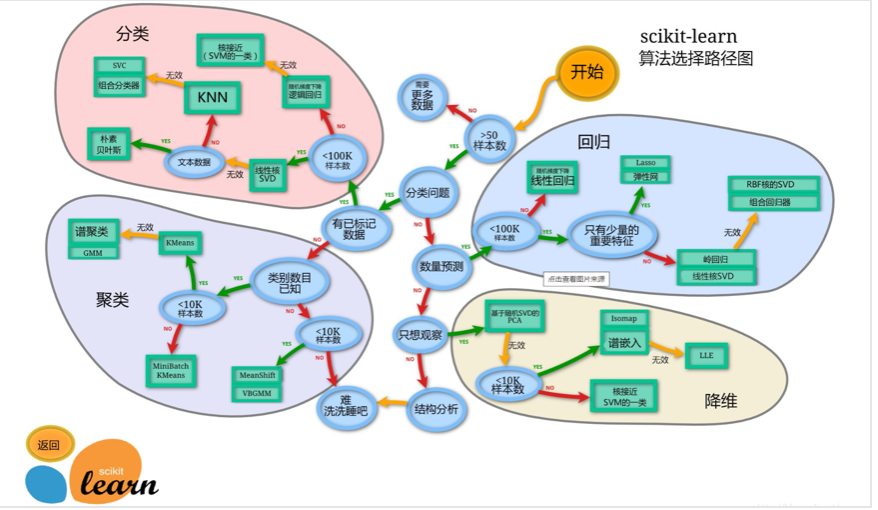 scikit-learn
算法选择路径图
开始
>50
样本数
需要
更多
数据
分类问题
有已标记
数据
数量预测
只想观察
结构分析
难
洗洗睡吧
分类
核接近
(SVM的一类)
无效
随机梯度下降
逻辑回归
SVC
组合分类器
无效
KNN
朴素
贝叶斯
文本数据
无效
线性核
SVD
<100K
样本数
回归
<100K
样本数
随机梯度下降
线性回归
只有少量的
重要特征
Lasso
弹性网
RBF核的SVD
组合回归器
无效
岭回归
线性核SVD
点击查看图片来源
聚类
谱聚类
GMM
无效
KMeans
类别数目
已知
<10K
样本数
<10K
样本数
MiniBatch
KMeans
MeanShift
VBGMM
降维
基于随机SVD的
PCA
无效
<10K
样本数
Isomap
谱嵌入
无效
LLE
核接近
SVM的一类
NO
YES
YES
NO
YES
NO
YES
NO
YES
NO
YES
NO
YES
NO
YES
NO
YES
NO
YES
NO
YES
NO
YES
NO
YES
NO
YES
NO
返回
scikit
learn